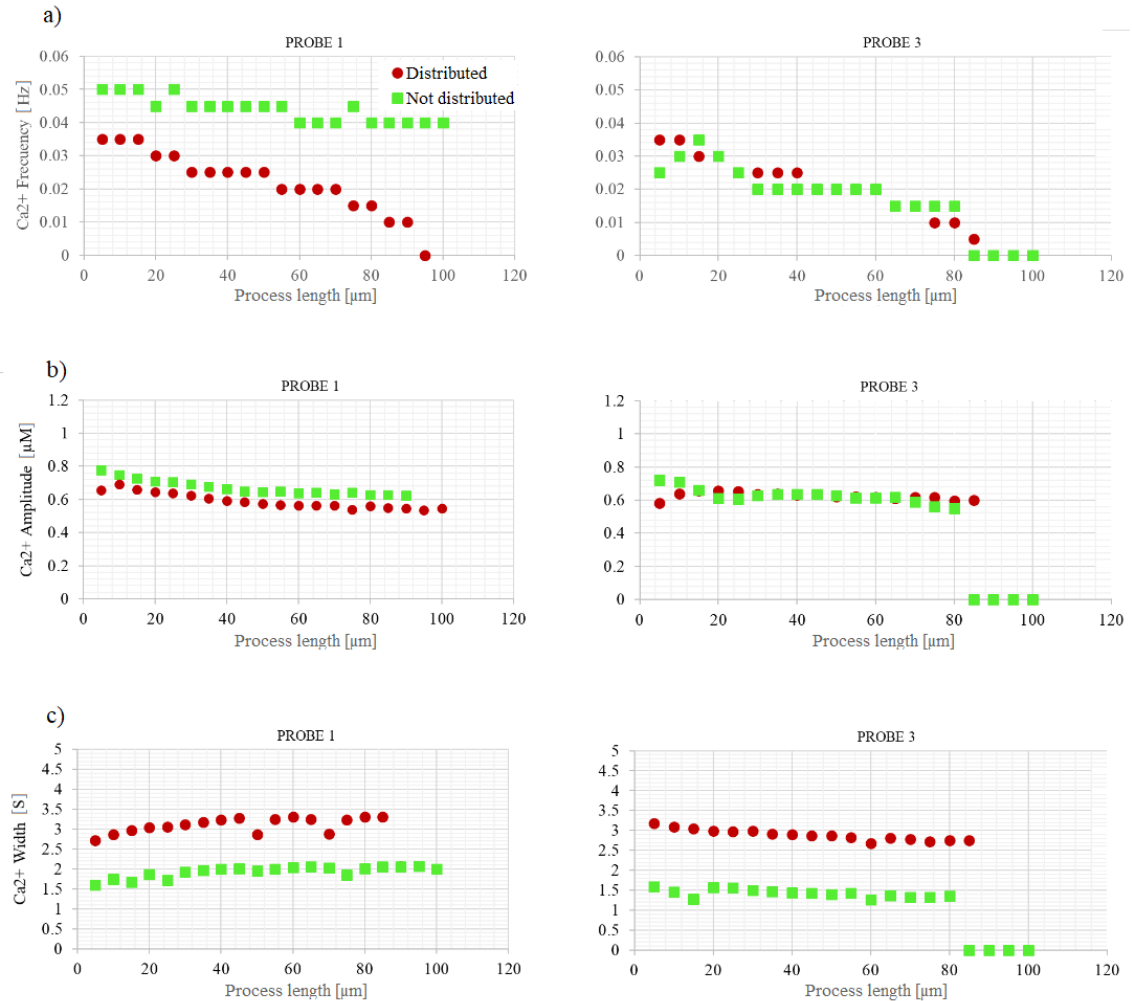 a)
PROBE 1
Ca2+ Frecuency [Hz]
0.06
0.05
0.04
0.03
0.02
0.01
0
0 20 40 60 80 100 120
Process length [µm]
Distributed
Not distributed
PROBE 3
0.06
0.05
0.04
0.03
0.02
0.01
0
0 20 40 60 80 100 120
Process length [µm]
b)
PROBE 1
Ca2+ Amplitude [µM]
1.2
1
0.8
0.6
0.4
0.2
0
0 20 40 60 80 100 120
Process length [µm]
PROBE 3
1.2
1
0.8
0.6
0.4
0.2
0
0 20 40 60 80 100 120
Process length [µm]
c)
PROBE 1
Ca2+ Width [S]
5
4.5
4
3.5
3
2.5
2
1.5
1
0.5
0
0 20 40 60 80 100 120
Process length [µm]
PROBE 3
5
4.5
4
3.5
3
2.5
2
1.5
1
0.5
0
0 20 40 60 80 100 120
Process length [µm]